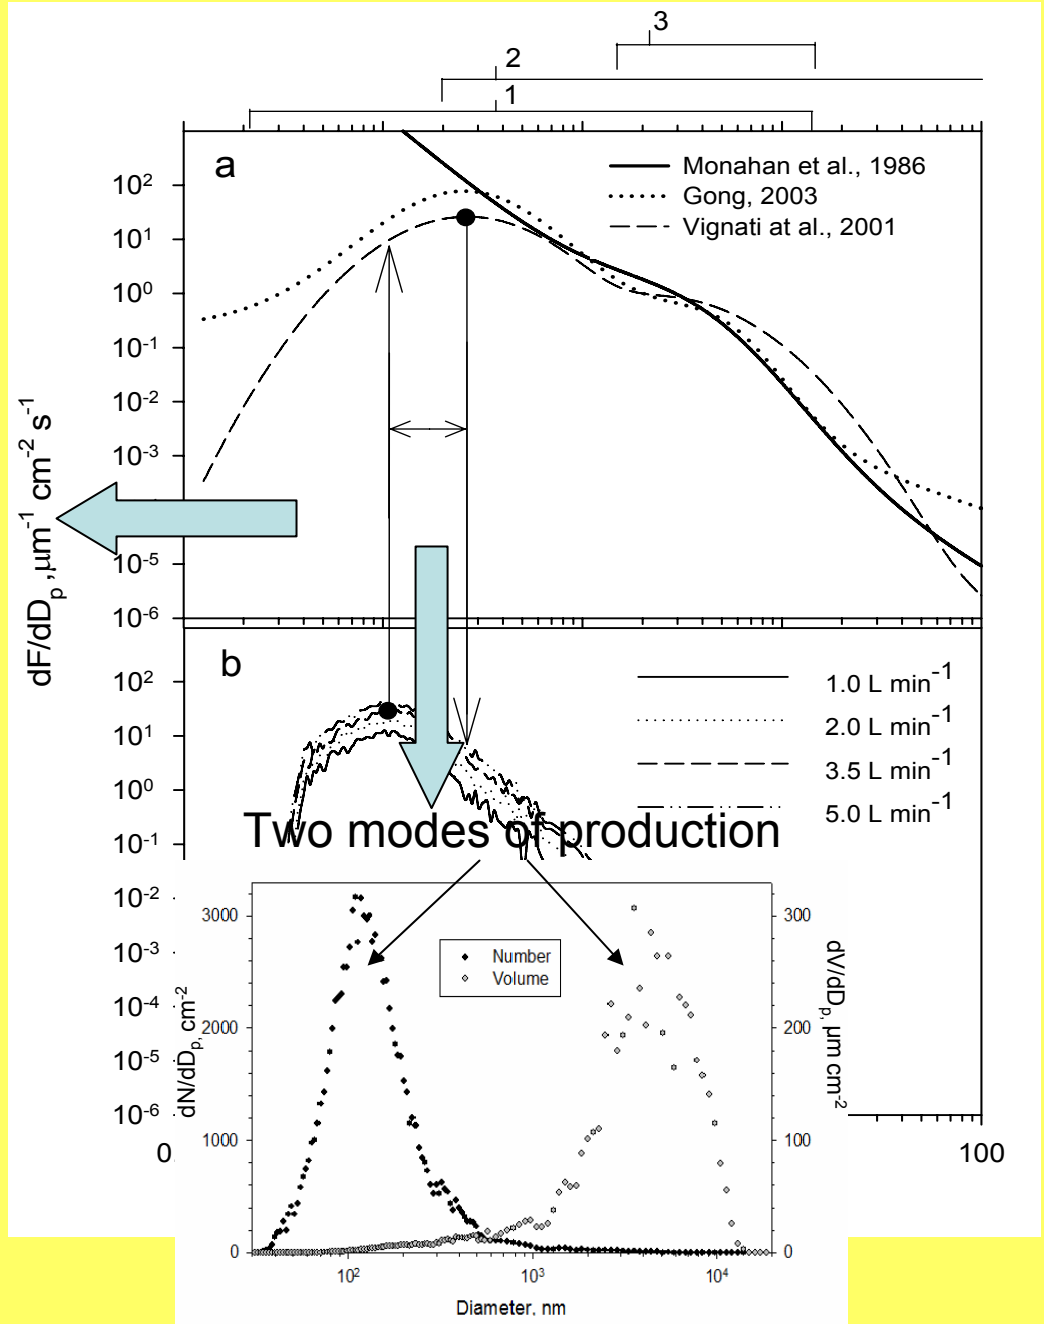 3
2
1
a
Monahan et al., 1986
Gong, 2003
Vignati at al., 2001
10²
10¹
10⁰
10⁻¹
10⁻²
10⁻³
10⁻⁵
10⁻⁶
dF/dDₚ ,µm⁻¹ cm⁻² s⁻¹
b
1.0 L min⁻¹
2.0 L min⁻¹
3.5 L min⁻¹
5.0 L min⁻¹
10²
10¹
10⁰
10⁻¹
10⁻²
10⁻³
10⁻⁴
10⁻⁵
10⁻⁶
0.
100
Two modes of production
Number
Volume
3000
2000
1000
0
dN/dDₚ, cm⁻²
300
200
100
0
dV/dDₚ, µm cm⁻²
10²
10³
10⁴
Diameter, nm